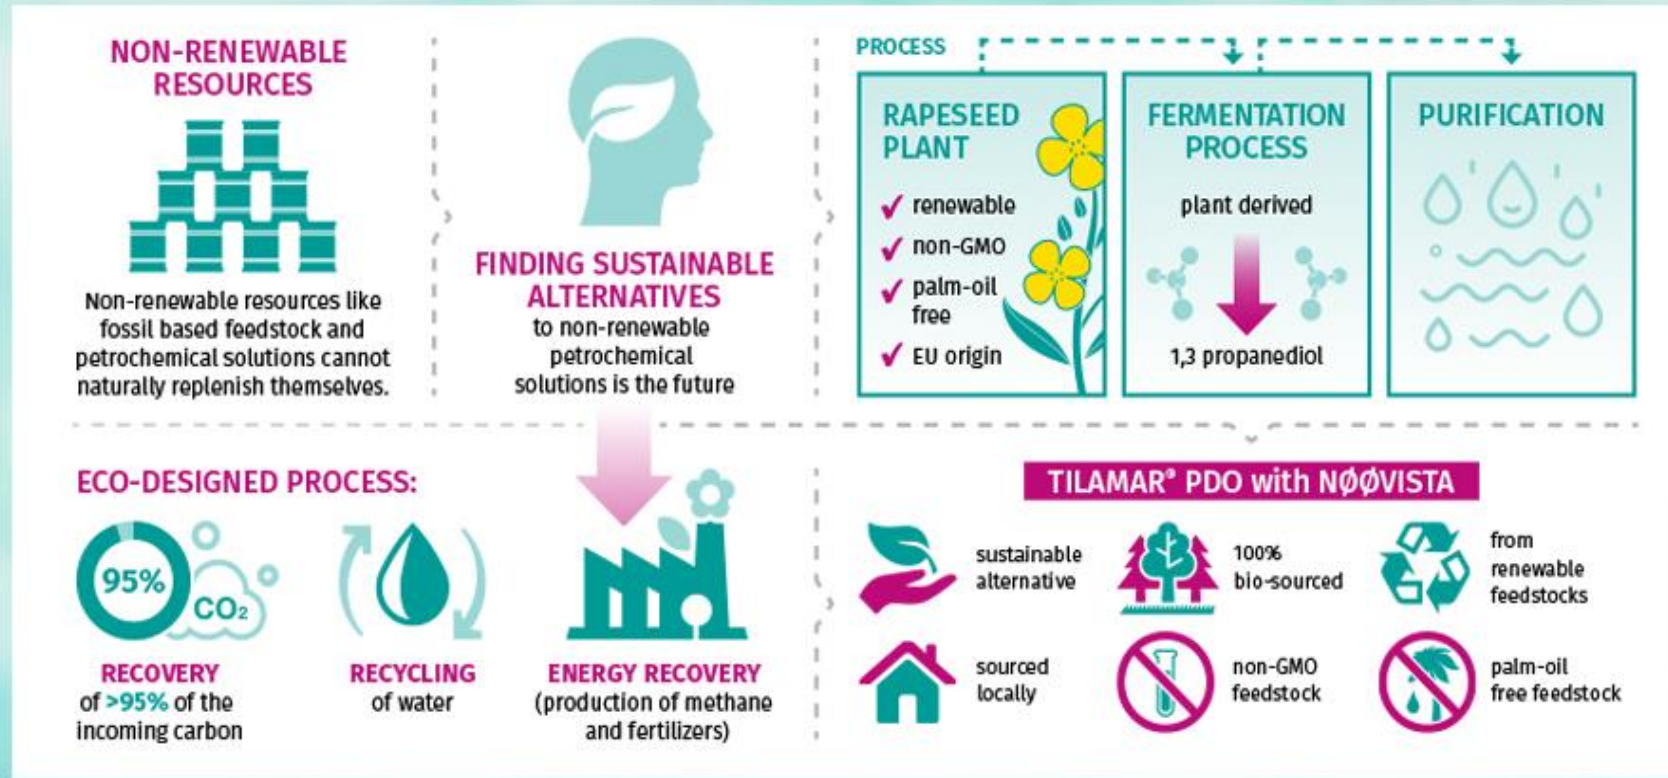 NON-RENEWABLE
RESOURCES
Non-renewable resources like
fossil based feedstock and
petrochemical solutions cannot
naturally replenish themselves.
FINDING SUSTAINABLE
ALTERNATIVES
to non-renewable
petrochemical
solutions is the future
PROCESS
RAPESEED
PLANT
renewable
non-GMO
palm-oil
free
EU origin
FERMENTATION
PROCESS
plant derived
1,3 propanediol
PURIFICATION
ECO-DESIGNED PROCESS:
95%
CO₂
RECOVERY
of >95% of the
incoming carbon
RECYCLING
of water
ENERGY RECOVERY
(production of methane
and fertilizers)
TILAMAR® PDO with NØØVISTA
sustainable
alternative
100%
bio-sourced
from
renewable
feedstocks
sourced
locally
non-GMO
feedstock
palm-oil
free feedstock